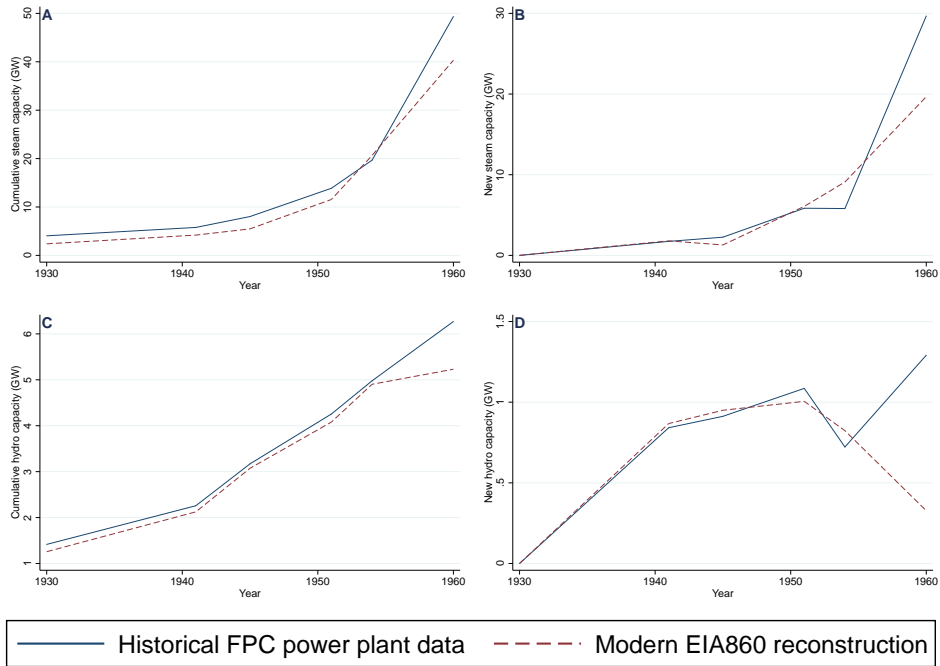 A
Cumulative steam capacity (GW)
50
40
30
20
10
0
1930 1940 1950 1960
Year
B
New steam capacity (GW)
30
20
10
0
1930 1940 1950 1960
Year
C
Cumulative hydro capacity (GW)
6
5
4
3
2
1
1930 1940 1950 1960
Year
D
New hydro capacity (GW)
1.5
1
.5
0
1930 1940 1950 1960
Year
Historical FPC power plant data Modern EIA860 reconstruction